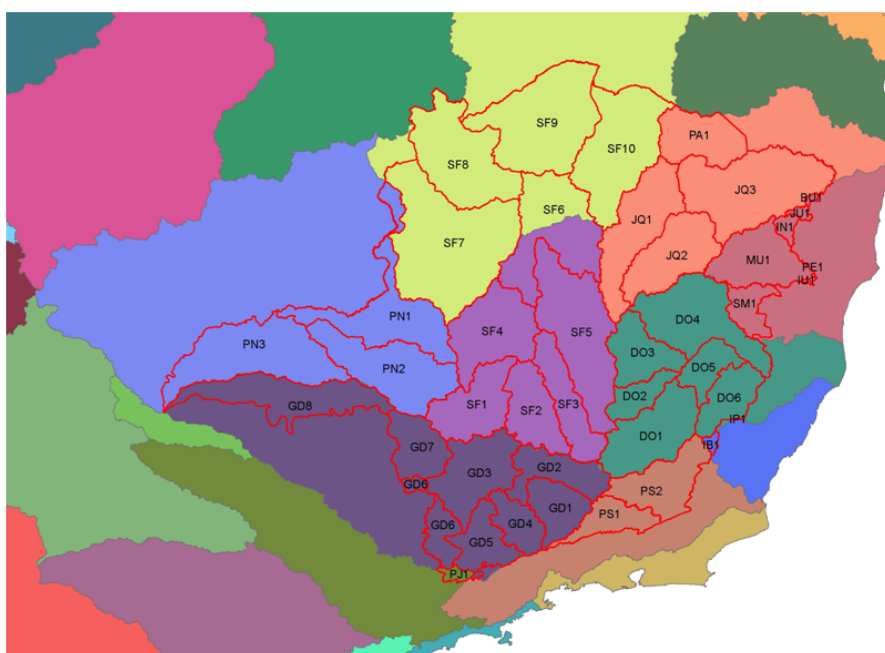 SF9
PA1
SF10
SF8
JQ3
BU1
SF6
JU1
JQ1
IN1
SF7
JQ2
MU1
PE1
IU1
SM1
PN1
DO4
SF4
SF5
PN3
DO3
PN2
DO5
DO2
DO6
SF1
SF3
GD8
SF2
IP1
DO1
IB1
GD7
GD2
GD3
GD6
PS2
GD1
PS1
GD6
GD4
GD5
PJ1